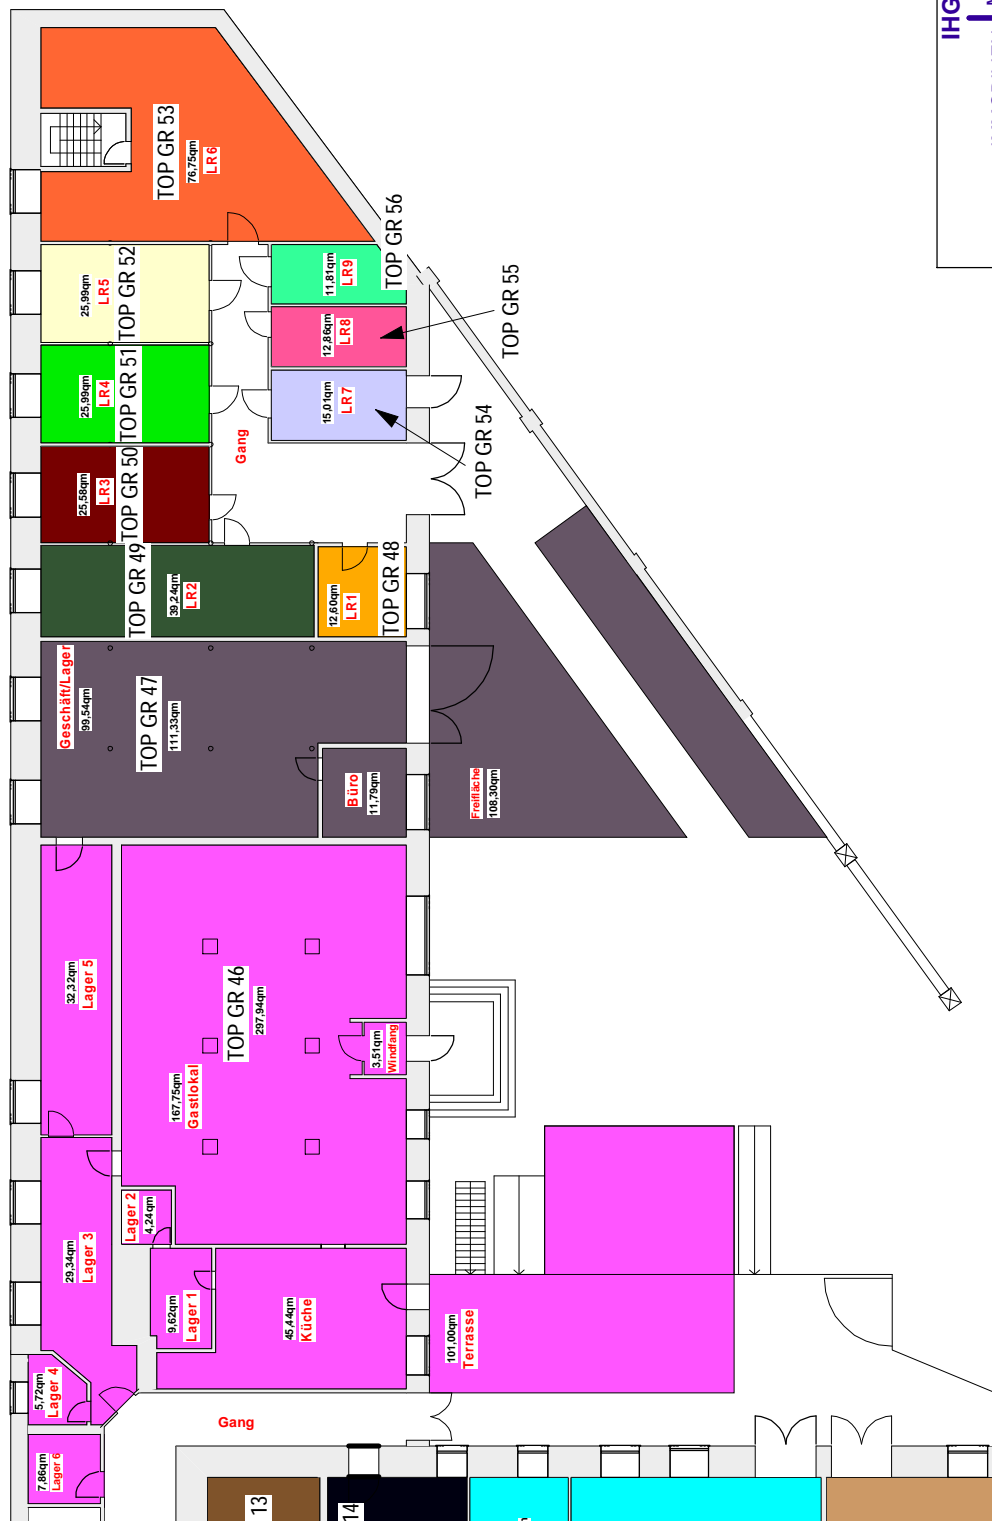 IHG
TOP GR 53
76,75qm
LR6
TOP GR 56
11,81qm
LR9
TOP GR 52
25,99qm
LR5
TOP GR 55
12,86qm
LR8
TOP GR 51
25,99qm
LR4
15,01qm
LR7
TOP GR 54
Gang
TOP GR 50
25,58qm
LR3
TOP GR 49
39,24qm
LR2
12,60qm
LR1
TOP GR 48
Geschäft/Lager
99,54qm
TOP GR 47
111,33qm
Büro
11,79qm
Freifläche
108,30qm
32,32qm
Lager 5
TOP GR 46
297,94qm
3,51qm
Windfang
167,75qm
Gastlokal
Lager 2
4,24qm
29,34qm
Lager 3
9,62qm
Lager 1
45,44qm
Küche
101,00qm
Terrasse
5,72qm
Lager 4
Gang
7,86qm
Lager 6
13
14